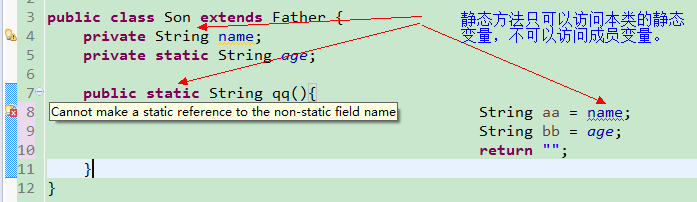 3 public class Son extends Father {
静态方法只可以访问本类的静态
变量，不可以访问成员变量。
4 private String name;
5 private static String age;
6
7 public static String qq(){
Cannot make a static reference to the non-static field name
8 String aa = name;
9 String bb = age;
10 return "";
11 }
12 }